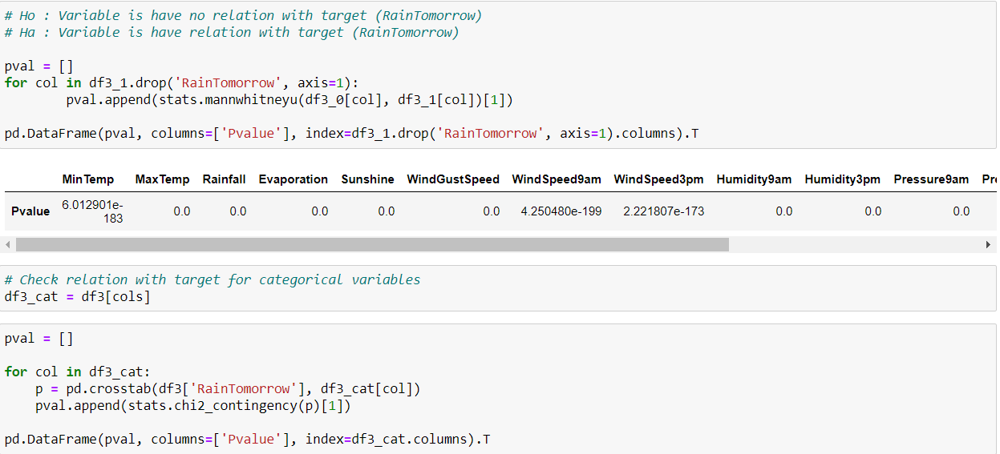 # Ho : Variable is have no relation with target (RainTomorrow)
# Ha : Variable is have relation with target (RainTomorrow)
pval = []
for col in df3_1.drop('RainTomorrow', axis=1):
        pval.append(stats.mannwhitneyu(df3_0[col], df3_1[col])[1])
pd.DataFrame(pval, columns=['Pvalue'], index=df3_1.drop('RainTomorrow', axis=1).columns).T
MinTemp MaxTemp Rainfall Evaporation Sunshine WindGustSpeed WindSpeed9am WindSpeed3pm Humidity9am Humidity3pm Pressure9am Pre
Pvalue 6.012901e-183 0.0 0.0 0.0 0.0 0.0 4.250480e-199 2.221807e-173 0.0 0.0 0.0
# Check relation with target for categorical variables
df3_cat = df3[cols]
pval = []
for col in df3_cat:
    p = pd.crosstab(df3['RainTomorrow'], df3_cat[col])
    pval.append(stats.chi2_contingency(p)[1])
pd.DataFrame(pval, columns=['Pvalue'], index=df3_cat.columns).T